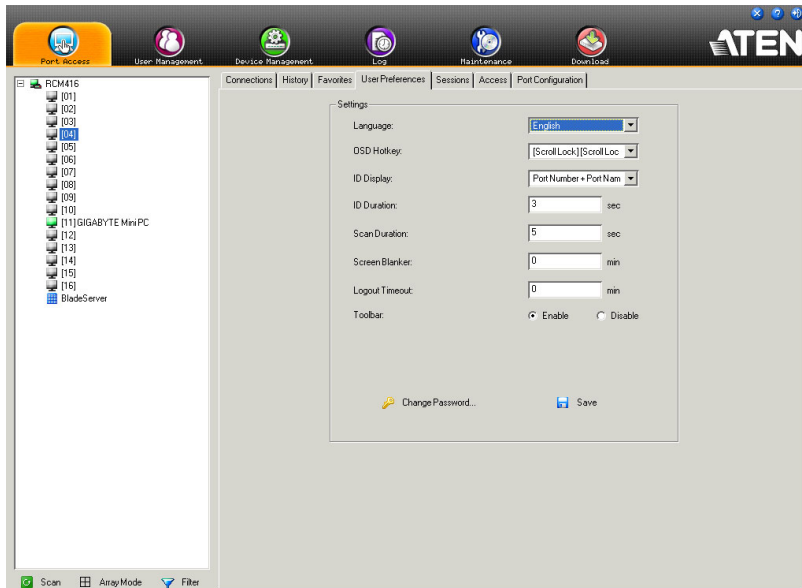 Port Access
User Management
Device Management
Log
Maintenance
Download
ATEN
RCM416
[01]
[02]
[03]
[04]
[05]
[06]
[07]
[08]
[09]
[10]
[11]GIGABYTE Mini PC
[12]
[13]
[14]
[15]
[16]
BladeServer
Scan
Array Mode
Filter
Connections
History
Favorites
User Preferences
Sessions
Access
Port Configuration
Settings
Language: English
OSD Hotkey: [Scroll Lock] [Scroll Loc
ID Display: Port Number + Port Nam
ID Duration: 3 sec
Scan Duration: 5 sec
Screen Blanker: 0 min
Logout Timeout: 0 min
Toolbar: Enable Disable
Change Password... Save